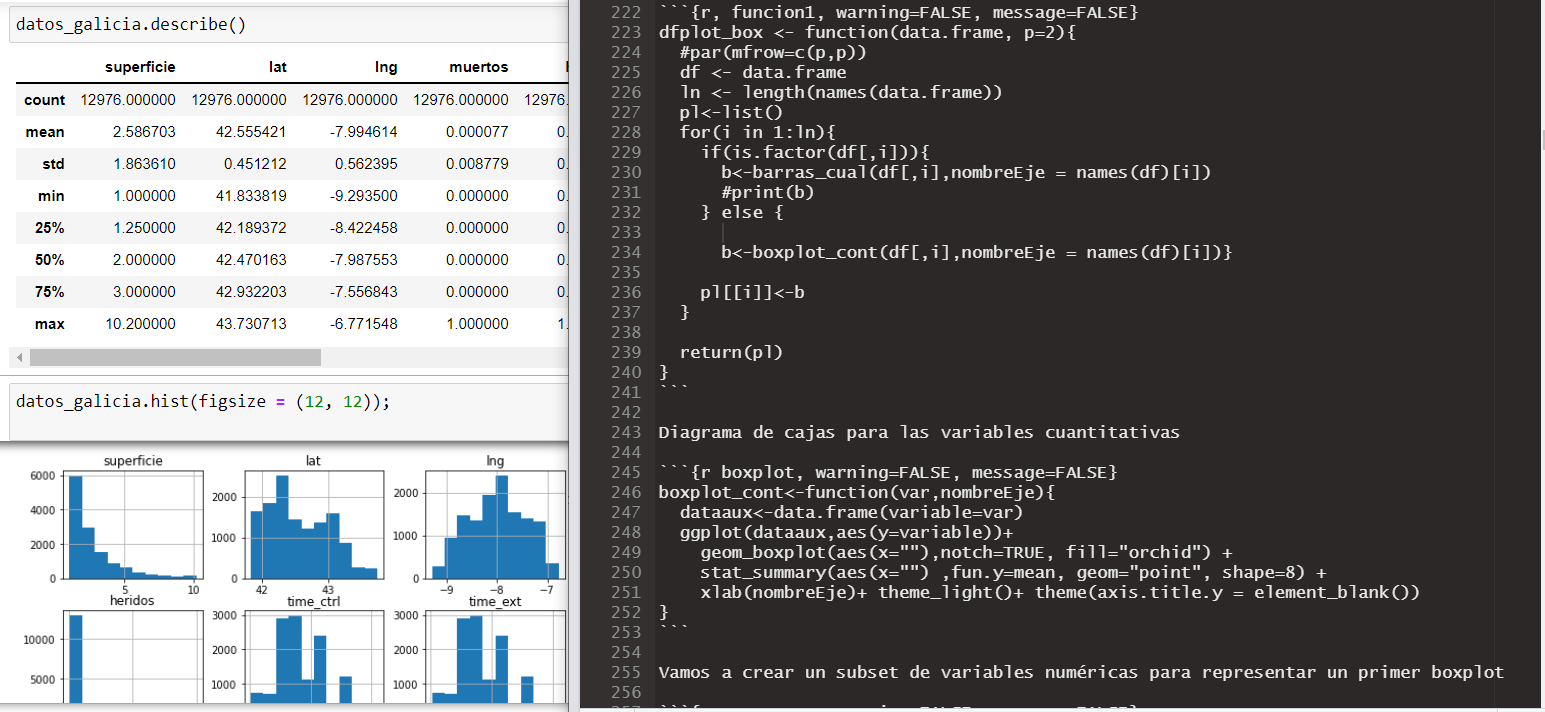 datos_galicia.describe()
superficie lat lng muertos
count 12976.000000 12976.000000 12976.000000 12976.000000 12976.
mean 2.586703 42.555421 -7.994614 0.000077 0.
std 1.863610 0.451212 0.562395 0.008779 0.
min 1.000000 41.833819 -9.293500 0.000000 0.
25% 1.250000 42.189372 -8.422458 0.000000 0.
50% 2.000000 42.470163 -7.987553 0.000000 0.
75% 3.000000 42.932203 -7.556843 0.000000 0.
max 10.200000 43.730713 -6.771548 1.000000 1.
datos_galicia.hist(figsize = (12, 12));
superficie lat lng
6000
4000
2000
0
5 10
2000
1000
0
42 43
2000
1000
0
−9 −8 −7
heridos time_ctrl time_ext
10000
5000
3000
2000
1000
3000
2000
1000
222 ```{r, funcion1, warning=FALSE, message=FALSE}
223 dfplot_box <- function(data.frame, p=2){
224 #par(mfrow=c(p,p))
225 df <- data.frame
226 ln <- length(names(data.frame))
227 pl<-list()
228 for(i in 1:ln){
229 if(is.factor(df[,i])){
230 b<-barras_cual(df[,i],nombreEje = names(df)[i])
231 #print(b)
232 } else {
233
234 b<-boxplot_cont(df[,i],nombreEje = names(df)[i])}
235
236 pl[[i]]<-b
237 }
238
239 return(pl)
240 }
241 ```
242
243 Diagrama de cajas para las variables cuantitativas
244
245 ```{r boxplot, warning=FALSE, message=FALSE}
246 boxplot_cont<-function(var,nombreEje){
247 dataaux<-data.frame(variable=var)
248 ggplot(dataaux,aes(y=variable))+
249 geom_boxplot(aes(x=""),notch=TRUE, fill="orchid") +
250 stat_summary(aes(x="") ,fun.y=mean, geom="point", shape=8) +
251 xlab(nombreEje)+ theme_light()+ theme(axis.title.y = element_blank())
252 }
253 ```
254
255 Vamos a crear un subset de variables numéricas para representar un primer boxplot
256